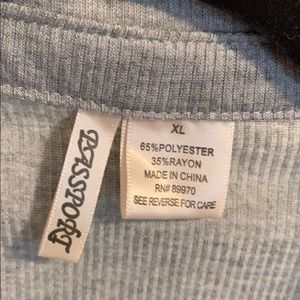 PASSPORT
XL
65%POLYESTER
35%RAYON
MADE IN CHINA
RN# 89970
SEE REVERSE FOR CARE